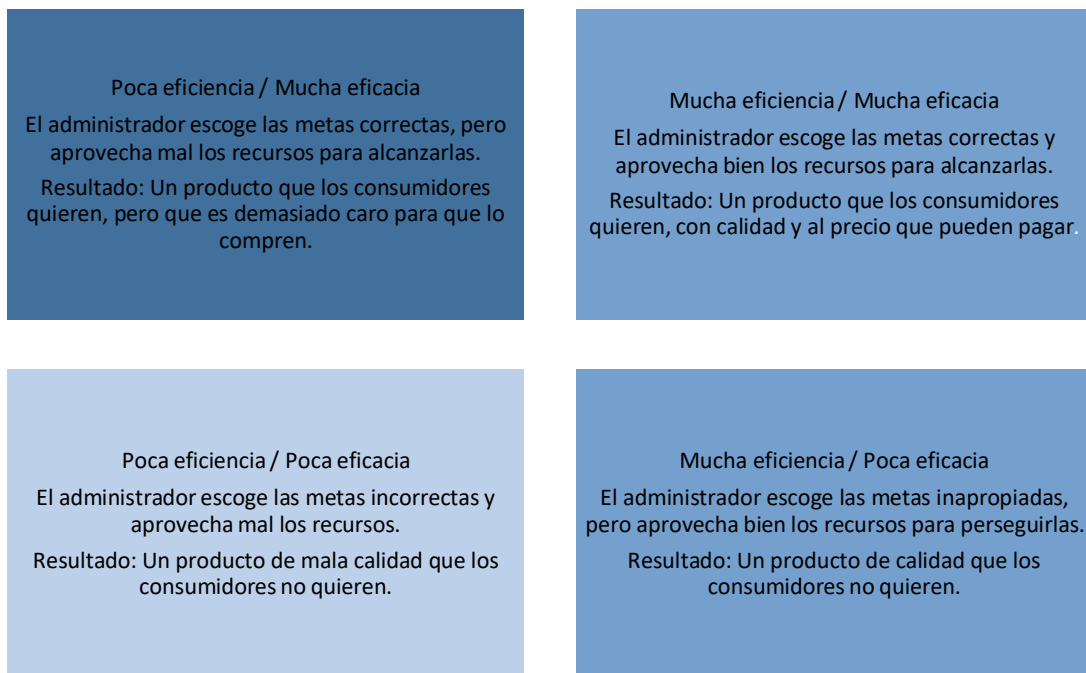 Poca eficiencia / Mucha eficacia
El administrador escoge las metas correctas, pero
aprovecha mal los recursos para alcanzarlas.
Resultado: Un producto que los consumidores
quieren, pero que es demasiado caro para que lo
compren.
Mucha eficiencia / Mucha eficacia
El administrador escoge las metas correctas y
aprovecha bien los recursos para alcanzarlas.
Resultado: Un producto que los consumidores
quieren, con calidad y al precio que pueden pagar.
Poca eficiencia / Poca eficacia
El administrador escoge las metas incorrectas y
aprovecha mal los recursos.
Resultado: Un producto de mala calidad que los
consumidores no quieren.
Mucha eficiencia / Poca eficacia
El administrador escoge las metas inapropiadas,
pero aprovecha bien los recursos para perseguirlas.
Resultado: Un producto de calidad que los
consumidores no quieren.